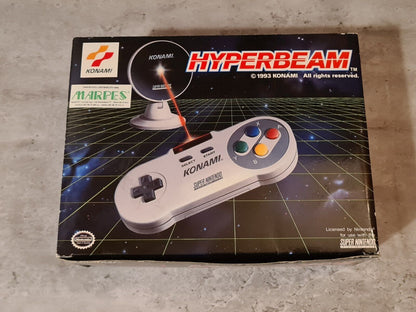 KONAMI
KONAMI
HYPERBEAM™
© 1993 KONAMI All rights reserved.
MARPES
SELECT START
KONAMI
SUPER NINTENDO
Y
B
Licensed by Nintendo
for use with the
SUPER NINTENDO